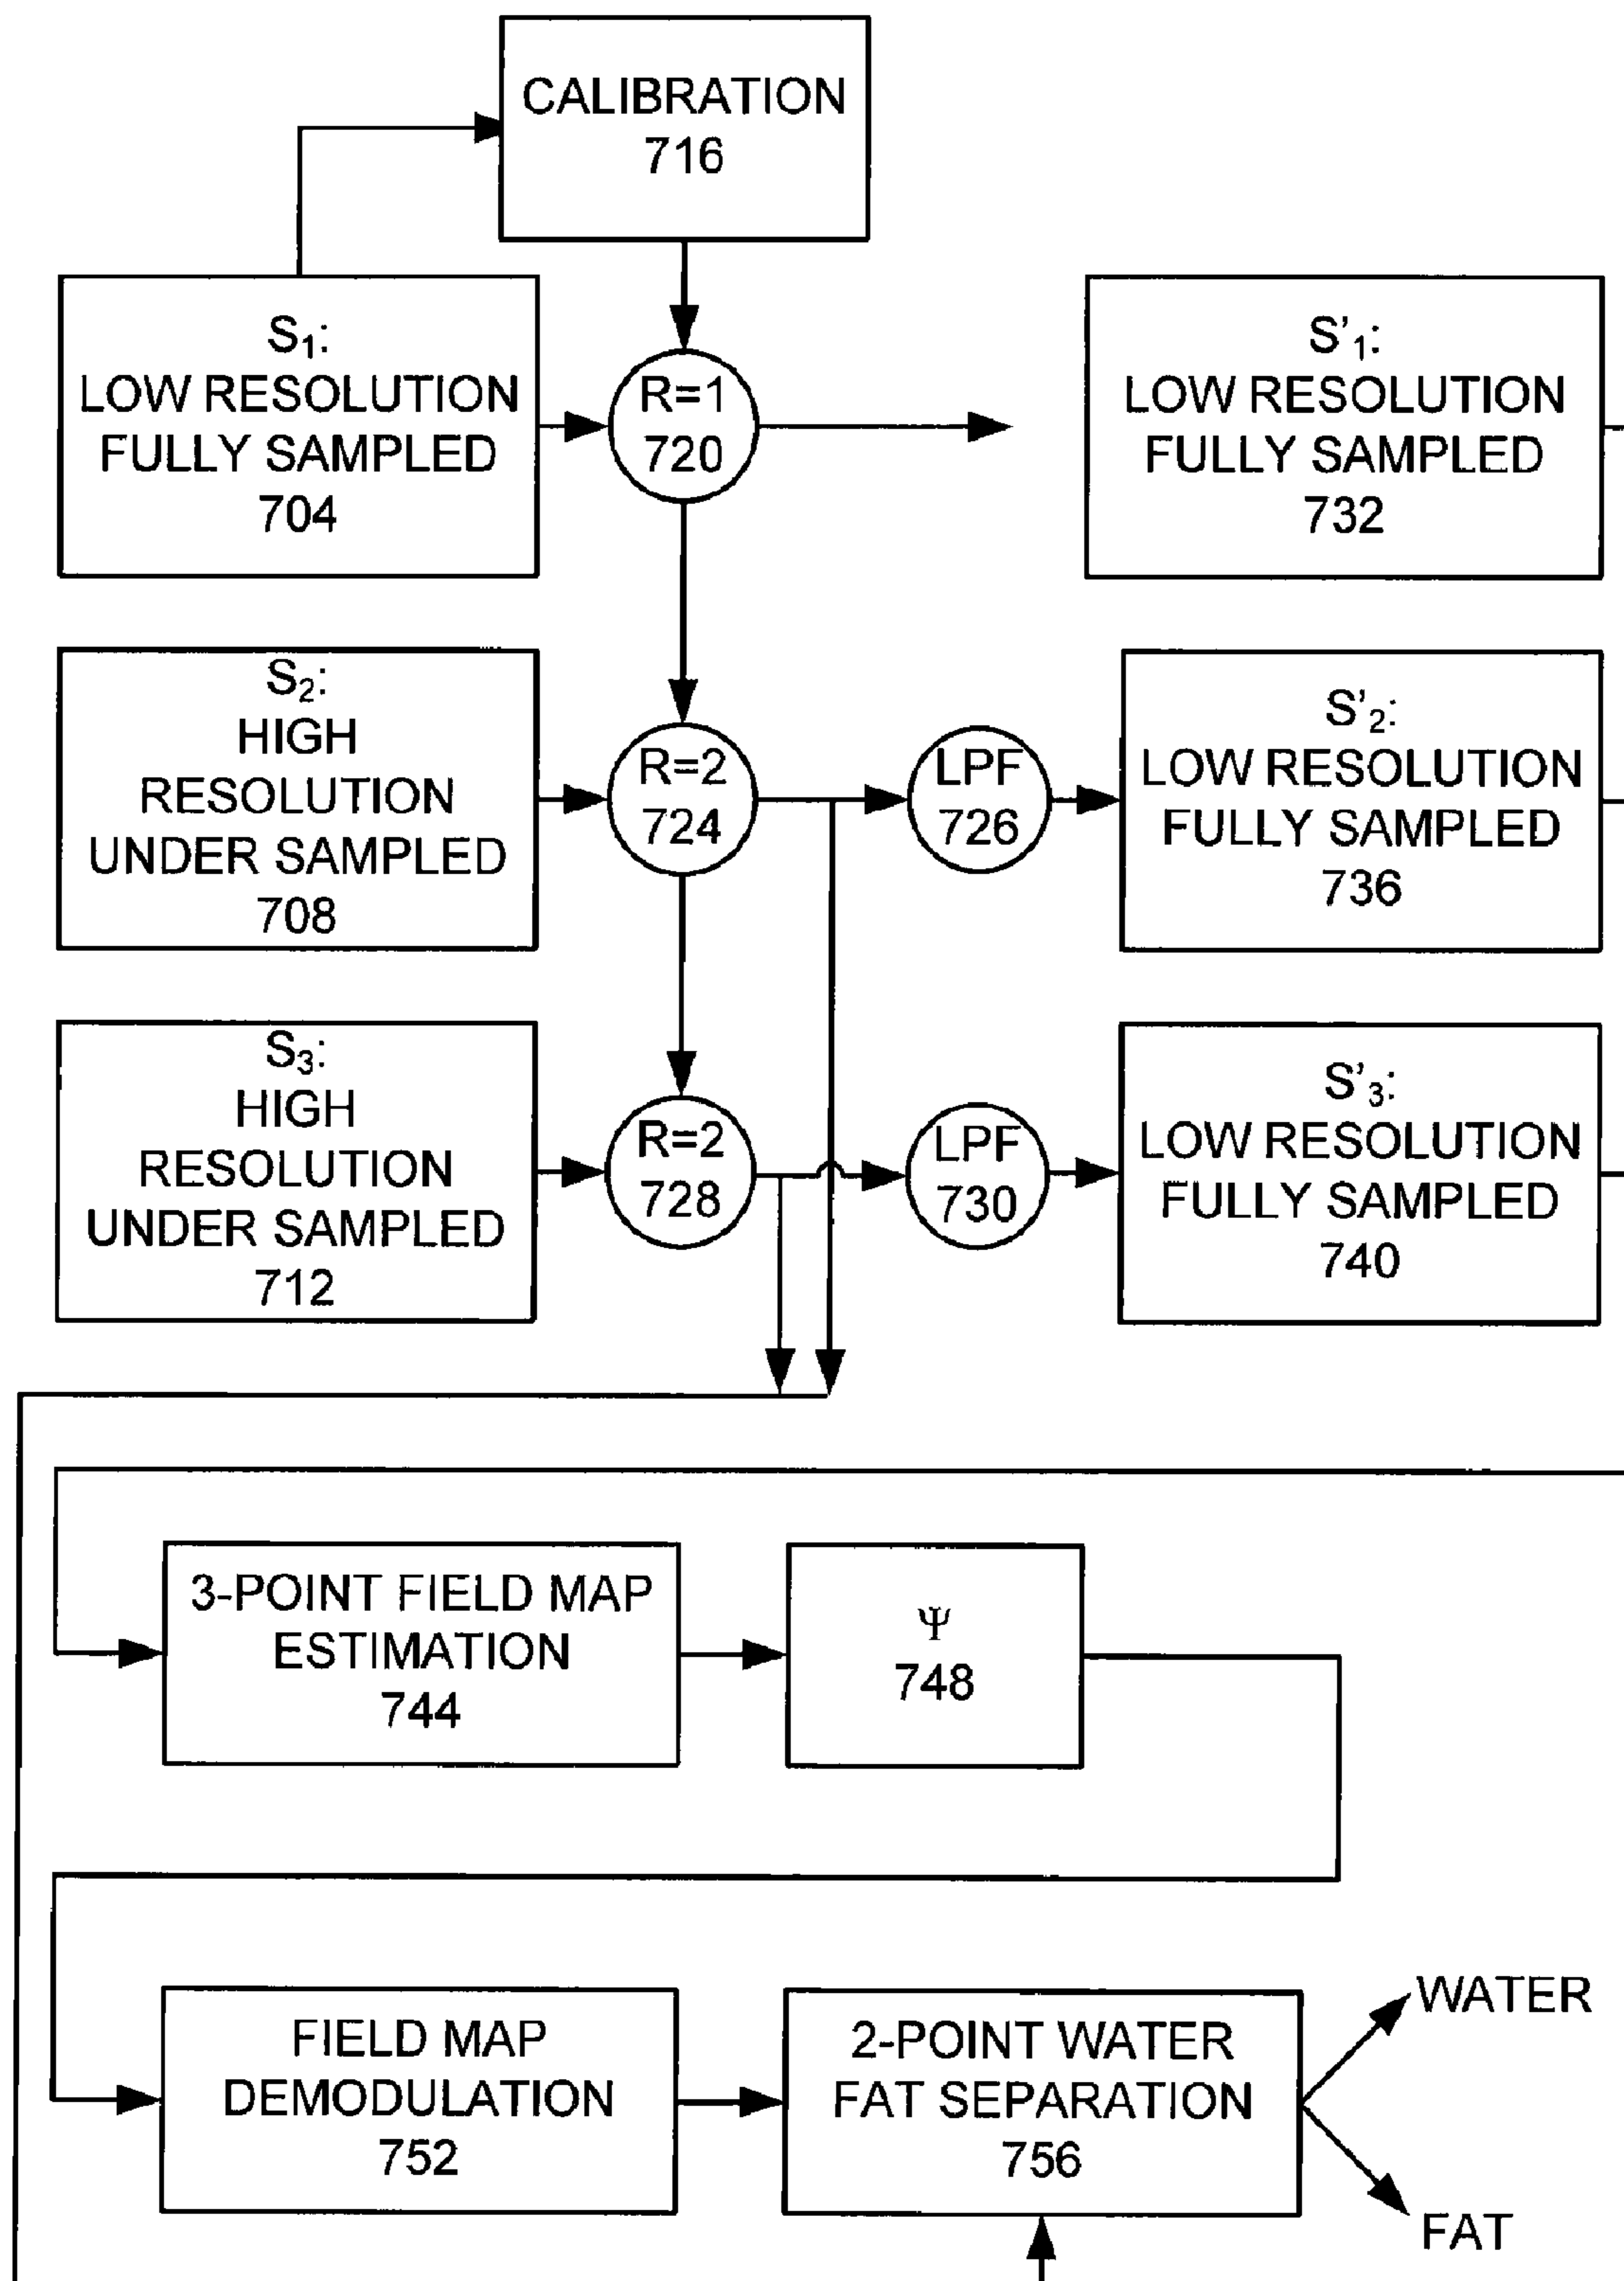 CALIBRATION
716
S₁:
LOW RESOLUTION
FULLY SAMPLED
704
R=1
720
S'₁:
LOW RESOLUTION
FULLY SAMPLED
732
S₂:
HIGH
RESOLUTION
UNDER SAMPLED
708
R=2
724
LPF
726
S'₂:
LOW RESOLUTION
FULLY SAMPLED
736
S₃:
HIGH
RESOLUTION
UNDER SAMPLED
712
R=2
728
LPF
730
S'₃:
LOW RESOLUTION
FULLY SAMPLED
740
3-POINT FIELD MAP
ESTIMATION
744
Ψ
748
FIELD MAP
DEMODULATION
752
2-POINT WATER
FAT SEPARATION
756
WATER
FAT